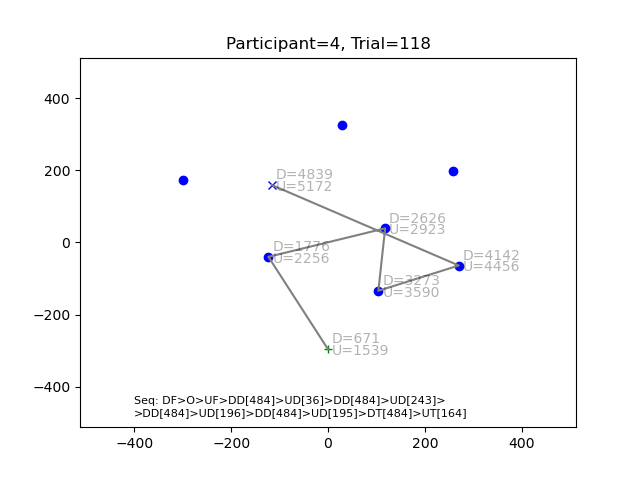 Participant=4, Trial=118
400
200
0
−200
−400
D=4839
U=5172
D=2626
U=2923
D=1776
U=2256
D=4142
U=4456
D=3273
U=3590
D=671
U=1539
Seq: DF>O>UF>DD[484]>UD[36]>DD[484]>UD[243]>
>DD[484]>UD[196]>DD[484]>UD[195]>DT[484]>UT[164]
−400 −200 0 200 400